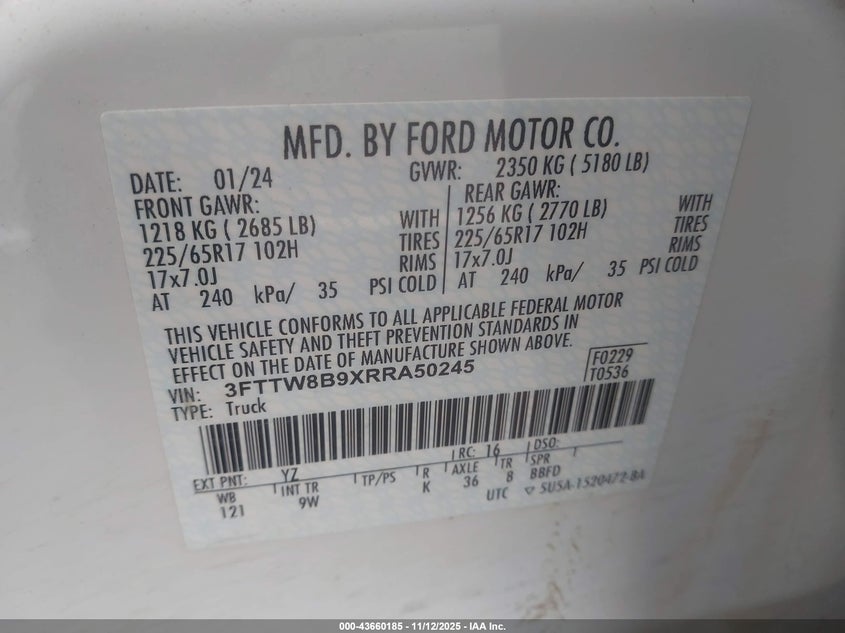 MFD. BY FORD MOTOR CO.
DATE: 01/24
GVWR: 2350 KG ( 5180 LB)
FRONT GAWR:
1218 KG ( 2685 LB) WITH
225/65R17 102H TIRES
17x7.0J RIMS
AT 240 kPa/ 35 PSI COLD
REAR GAWR:
1256 KG ( 2770 LB) WITH
225/65R17 102H TIRES
17x7.0J RIMS
AT 240 kPa/ 35 PSI COLD
THIS VEHICLE CONFORMS TO ALL APPLICABLE FEDERAL MOTOR
VEHICLE SAFETY AND THEFT PREVENTION STANDARDS IN
EFFECT ON THE DATE OF MANUFACTURE SHOWN ABOVE.
VIN: 3FTTW8B9XRRA50245
TYPE: Truck
F0229
T0536
EXT PNT: YZ RC: 16 DSO:
WB INT TR TP/PS R AXLE TR SPR
121 9W K 36 8 BBFD
UTC ▽ SU5A-1520472-BA
000-43660185 - 11/12/2025 - IAA Inc.